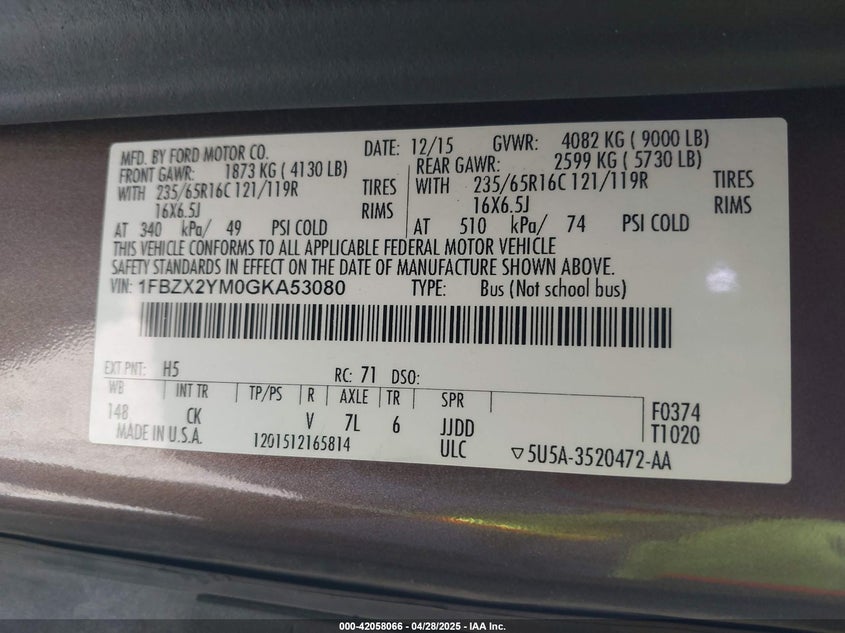 MFD. BY FORD MOTOR CO. DATE: 12/15 GVWR: 4082 KG ( 9000 LB)
FRONT GAWR: 1873 KG ( 4130 LB) REAR GAWR: 2599 KG ( 5730 LB)
WITH 235/65R16C 121/119R TIRES WITH 235/65R16C 121/119R TIRES
16X6.5J RIMS 16X6.5J RIMS
AT 340 kPa/ 49 PSI COLD AT 510 kPa/ 74 PSI COLD
THIS VEHICLE CONFORMS TO ALL APPLICABLE FEDERAL MOTOR VEHICLE
SAFETY STANDARDS IN EFFECT ON THE DATE OF MANUFACTURE SHOWN ABOVE.
VIN: 1FBZX2YM0GKA53080 TYPE: Bus (Not school bus)
EXT PNT: H5 RC: 71 DSO:
WB INT TR TP/PS R AXLE TR SPR
148 CK V 7L 6 JJDD F0374
MADE IN U.S.A. 1201512165814 ULC T1020
▽5U5A-3520472-AA
000-42058066 - 04/28/2025 - IAA Inc.